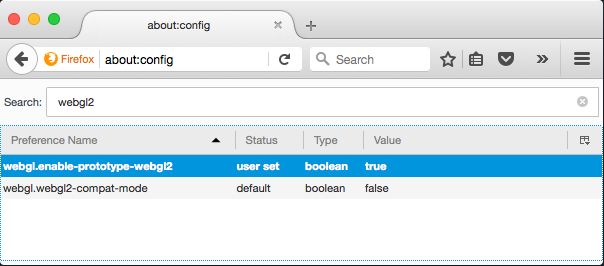 about:config
Firefox about:config Search
Search: webgl2
Preference Name Status Type Value
webgl.enable-prototype-webgl2 user set boolean true
webgl.webgl2-compat-mode default boolean false